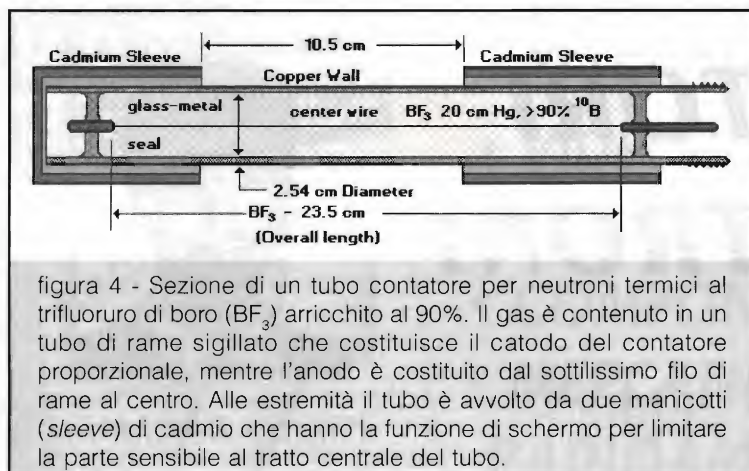 10.5 cm
Cadmium Sleeve
Cadmium Sleeve
Copper Wall
glass-metal
center wire
BF₃ 20 cm Hg, >90% ¹⁰B
seal
2.54 cm Diameter
BF₃ - 23.5 cm
(Overall length)
figura 4 - Sezione di un tubo contatore per neutroni termici al
trifluoruro di boro (BF₃) arricchito al 90%. Il gas è contenuto in un
tubo di rame sigillato che costituisce il catodo del contatore
proporzionale, mentre l'anodo è costituito dal sottilissimo filo di
rame al centro. Alle estremità il tubo è avvolto da due manicotti
(sleeve) di cadmio che hanno la funzione di schermo per limitare
la parte sensibile al tratto centrale del tubo.